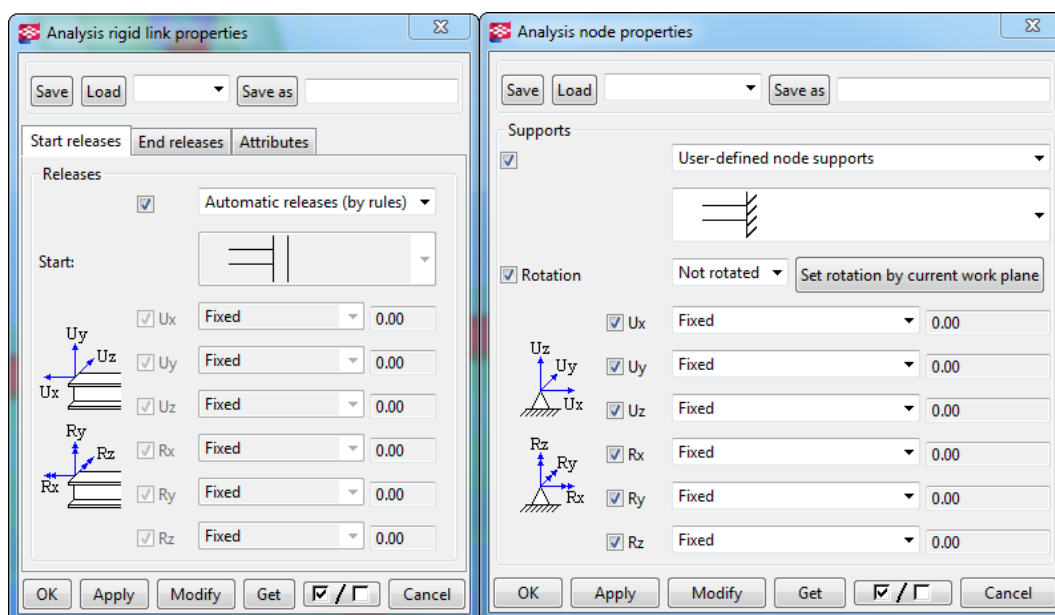 Analysis rigid link properties
Save Load Save as
Start releases End releases Attributes
Releases
Automatic releases (by rules)
Start:
Ux Fixed 0.00
Uy Fixed 0.00
Uz Fixed 0.00
Rx Fixed 0.00
Ry Fixed 0.00
Rz Fixed 0.00
Uy
Uz
Ux
Ry
Rz
Rx
OK Apply Modify Get / Cancel
Analysis node properties
Save Load Save as
Supports
User-defined node supports
Rotation Not rotated Set rotation by current work plane
Ux Fixed 0.00
Uy Fixed 0.00
Uz Fixed 0.00
Rx Fixed 0.00
Ry Fixed 0.00
Rz Fixed 0.00
Uz
Uy
Ux
Rz
Ry
Rx
OK Apply Modify Get / Cancel